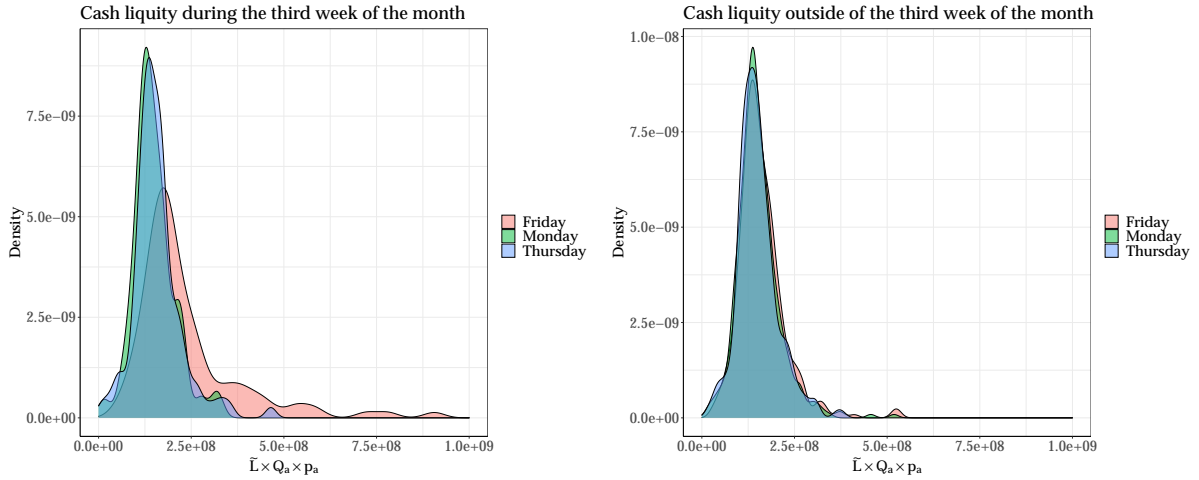 Cash liquity during the third week of the month
Density
7.5e−09
5.0e−09
2.5e−09
0.0e+00
0.0e+00 2.5e+08 5.0e+08 7.5e+08 1.0e+09
L̃ × Qₐ × pₐ
Friday
Monday
Thursday
Cash liquity outside of the third week of the month
Density
1.0e−08
7.5e−09
5.0e−09
2.5e−09
0.0e+00
0.0e+00 2.5e+08 5.0e+08 7.5e+08 1.0e+09
L̃ × Qₐ × pₐ
Friday
Monday
Thursday